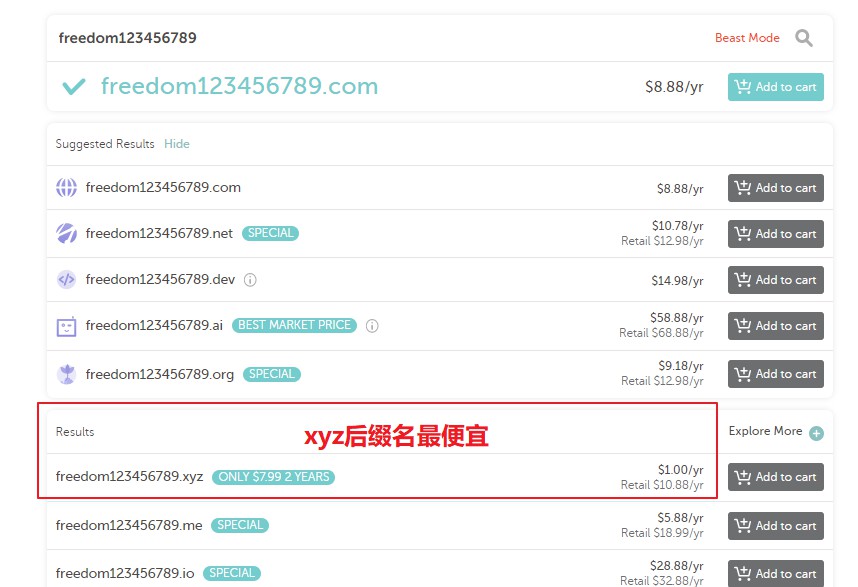 freedom123456789
Beast Mode
freedom123456789.com
$8.88/yr
Add to cart
Suggested Results Hide
freedom123456789.com
$8.88/yr
Add to cart
freedom123456789.net SPECIAL
$10.78/yr
Retail $12.98/yr
Add to cart
freedom123456789.dev
$14.98/yr
Add to cart
freedom123456789.ai BEST MARKET PRICE
$58.88/yr
Retail $68.88/yr
Add to cart
freedom123456789.org SPECIAL
$9.18/yr
Retail $12.98/yr
Add to cart
Results
xyz后缀名最便宜
Explore More
freedom123456789.xyz ONLY $7.99 2 YEARS
$1.00/yr
Retail $10.88/yr
Add to cart
freedom123456789.me SPECIAL
$5.88/yr
Retail $18.99/yr
Add to cart
freedom123456789.io SPECIAL
$28.88/yr
Retail $32.88/yr
Add to cart